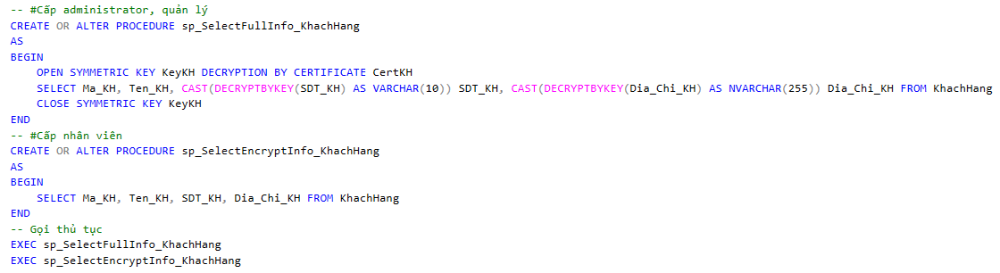 -- #Cấp administrator, quản lý
CREATE OR ALTER PROCEDURE sp_SelectFullInfo_KhachHang
AS
BEGIN
    OPEN SYMMETRIC KEY KeyKH DECRYPTION BY CERTIFICATE CertKH
    SELECT Ma_KH, Ten_KH, CAST(DECRYPTBYKEY(SDT_KH) AS VARCHAR(10)) SDT_KH, CAST(DECRYPTBYKEY(Dia_Chi_KH) AS NVARCHAR(255)) Dia_Chi_KH FROM KhachHang
    CLOSE SYMMETRIC KEY KeyKH
END
-- #Cấp nhân viên
CREATE OR ALTER PROCEDURE sp_SelectEncryptInfo_KhachHang
AS
BEGIN
    SELECT Ma_KH, Ten_KH, SDT_KH, Dia_Chi_KH FROM KhachHang
END
-- Gọi thủ tục
EXEC sp_SelectFullInfo_KhachHang
EXEC sp_SelectEncryptInfo_KhachHang